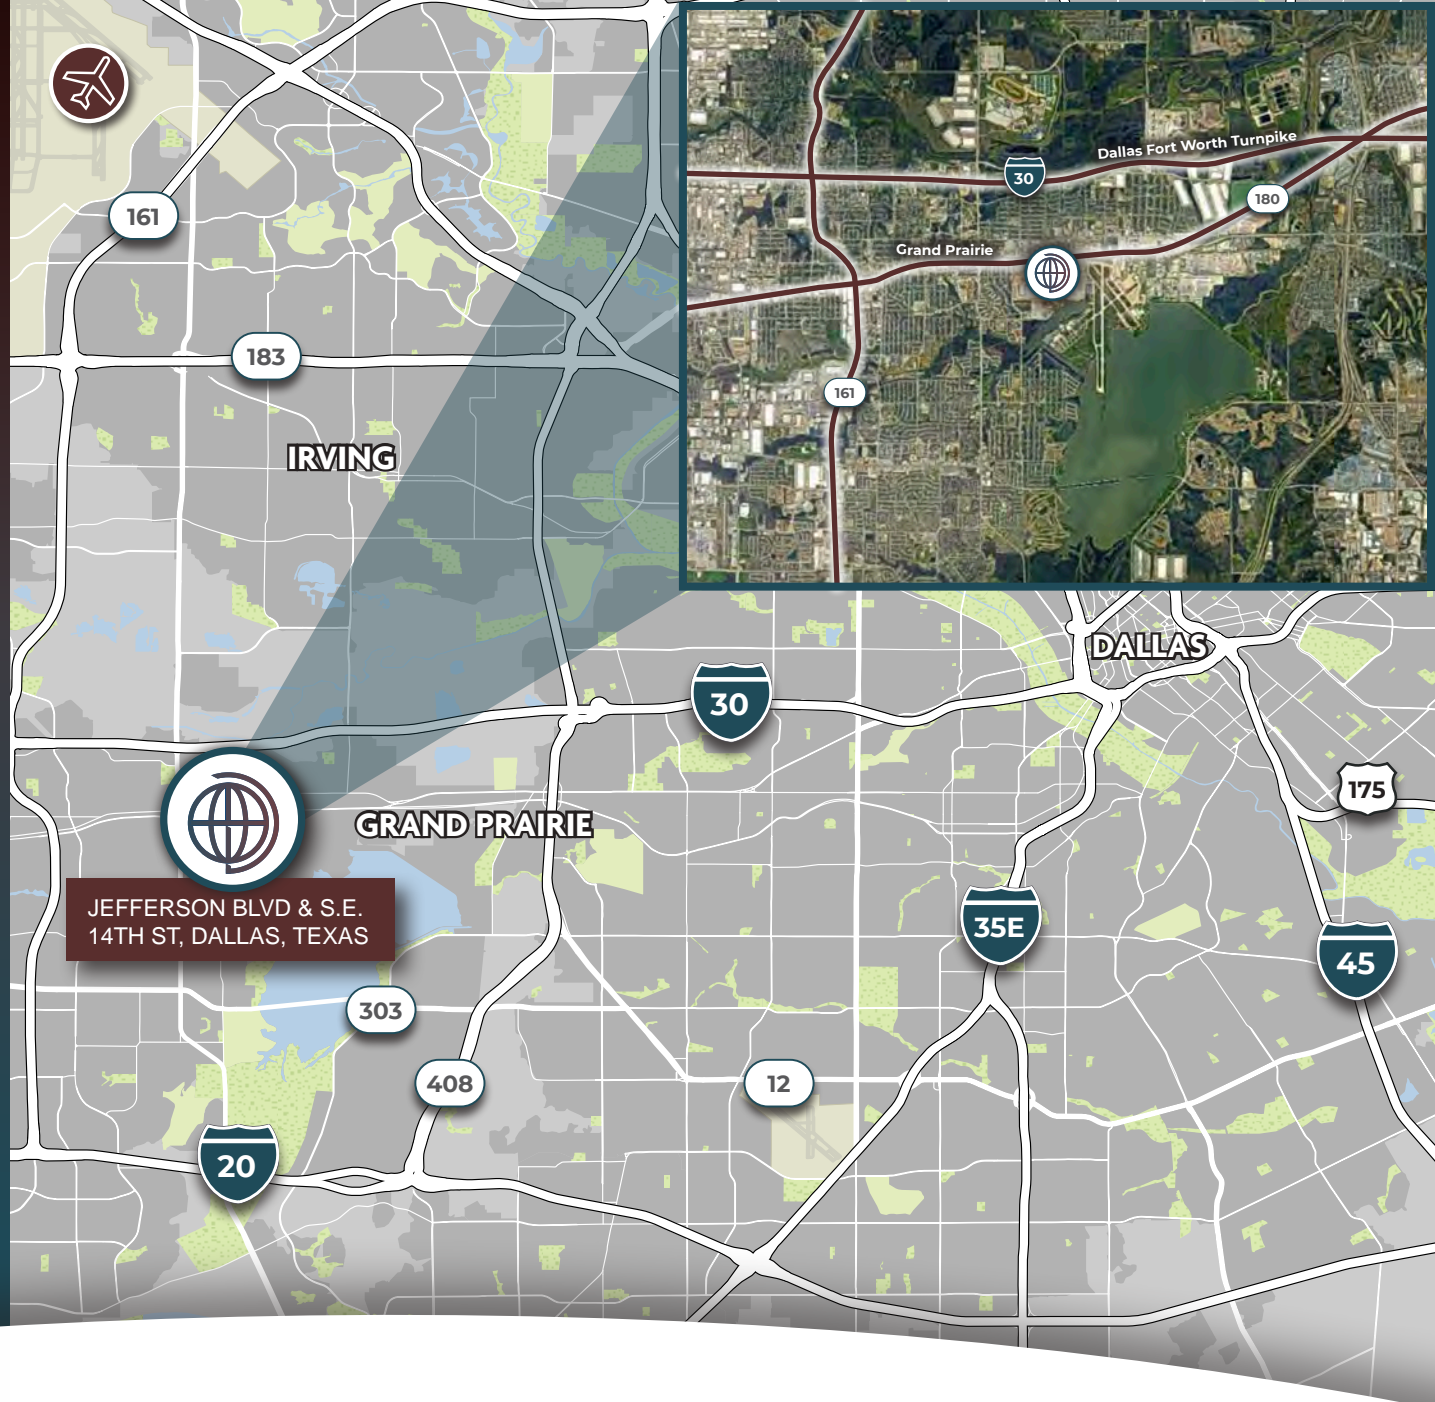 Dallas Fort Worth Turnpike
30
180
161
Grand Prairie
183
161
IRVING
DALLAS
30
175
GRAND PRAIRIE
JEFFERSON BLVD & S.E.
14TH ST, DALLAS, TEXAS
35E
45
303
408
12
20